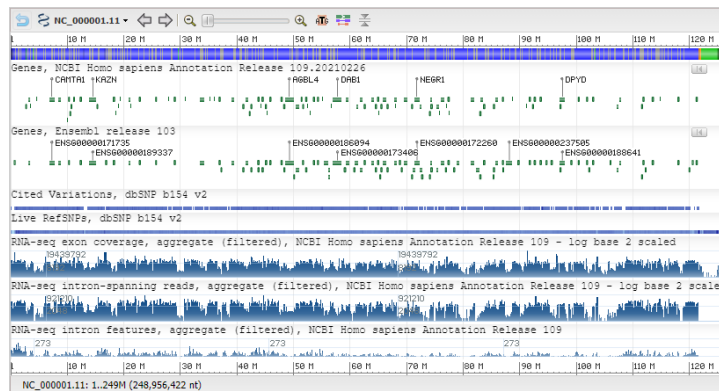 NC_000001.11
1 10 M 20 M 30 M 40 M 50 M 60 M 70 M 80 M 90 M 100 M 110 M 120 M
Genes, NCBI Homo sapiens Annotation Release 109.20210226
CAMTA1 KAZN AGBL4 DAB1 NEGR1 DPYD
Genes, Ensembl release 103
ENSG00000171735 ENSG00000186094 ENSG00000172260 ENSG00000237505
ENSG00000189337 ENSG00000173406 ENSG00000188641
Cited Variations, dbSNP b154 v2
Live RefSNPs, dbSNP b154 v2
RNA-seq exon coverage, aggregate (filtered), NCBI Homo sapiens Annotation Release 109 - log base 2 scaled
19439792 19439792
RNA-seq intron-spanning reads, aggregate (filtered), NCBI Homo sapiens Annotation Release 109 - log base 2 scale
921210 921210
RNA-seq intron features, aggregate (filtered), NCBI Homo sapiens Annotation Release 109
273 273 273
10 M 20 M 30 M 40 M 50 M 60 M 70 M 80 M 90 M 100 M 110 M 120 M
NC_000001.11: 1..249M (248,956,422 nt)